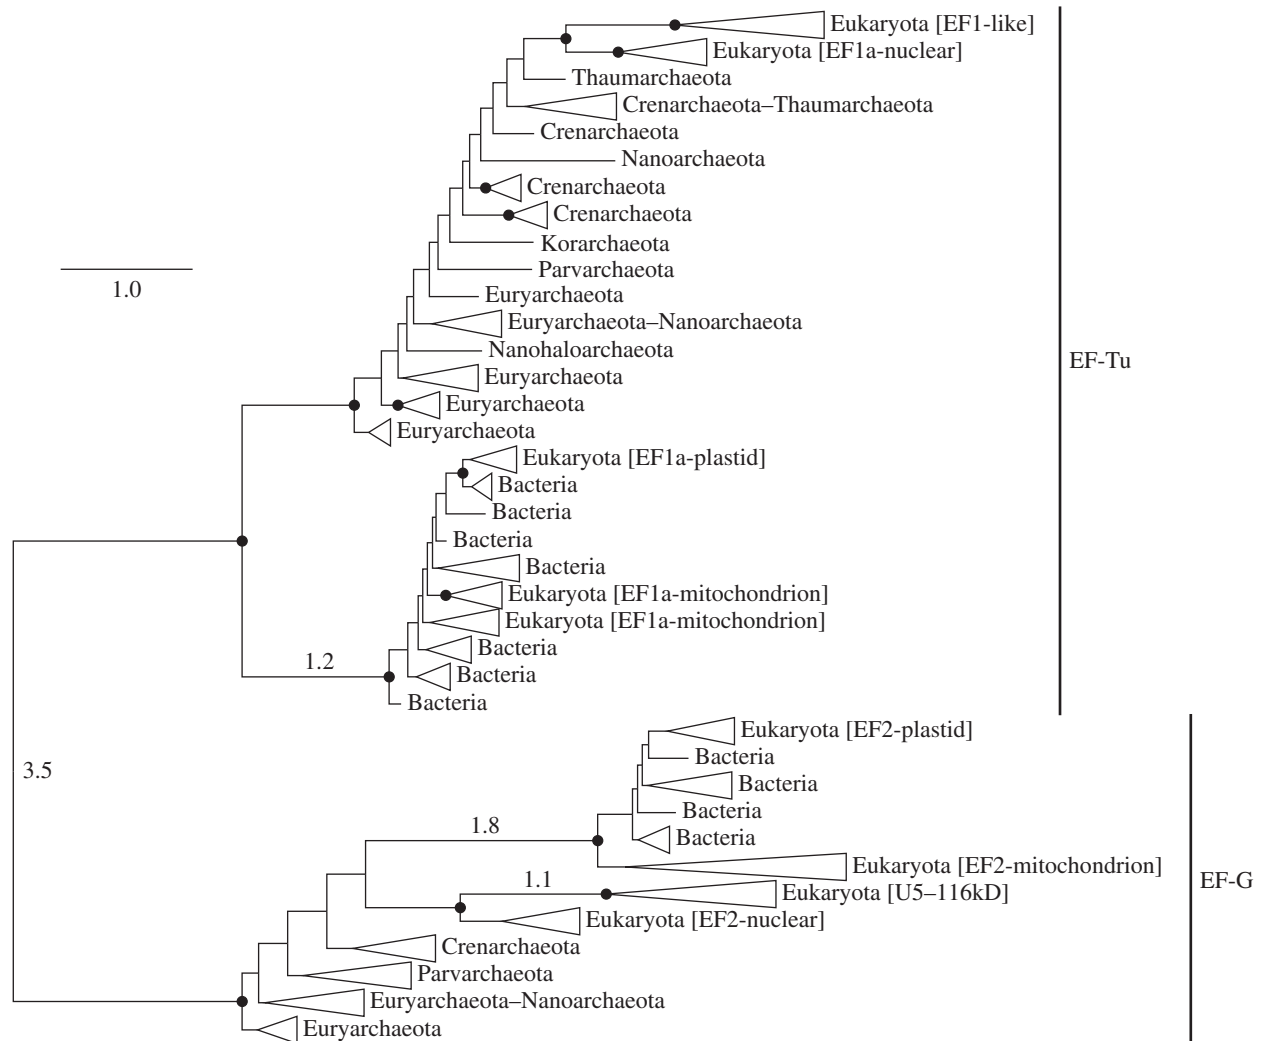 Eukaryota [EF1-like]
Eukaryota [EF1a-nuclear]
Thaumarchaeota
Crenarchaeota–Thaumarchaeota
Crenarchaeota
Nanoarchaeota
Crenarchaeota
Crenarchaeota
Korarchaeota
Parvarchaeota
1.0
Euryarchaeota
Euryarchaeota–Nanoarchaeota
Nanohaloarchaeota
EF-Tu
Euryarchaeota
Euryarchaeota
Euryarchaeota
Eukaryota [EF1a-plastid]
Bacteria
Bacteria
Bacteria
Bacteria
Eukaryota [EF1a-mitochondrion]
Eukaryota [EF1a-mitochondrion]
Bacteria
1.2
Bacteria
Bacteria
Eukaryota [EF2-plastid]
Bacteria
3.5
Bacteria
Bacteria
1.8
Bacteria
Eukaryota [EF2-mitochondrion]
1.1
EF-G
Eukaryota [U5–116kD]
Eukaryota [EF2-nuclear]
Crenarchaeota
Parvarchaeota
Euryarchaeota–Nanoarchaeota
Euryarchaeota